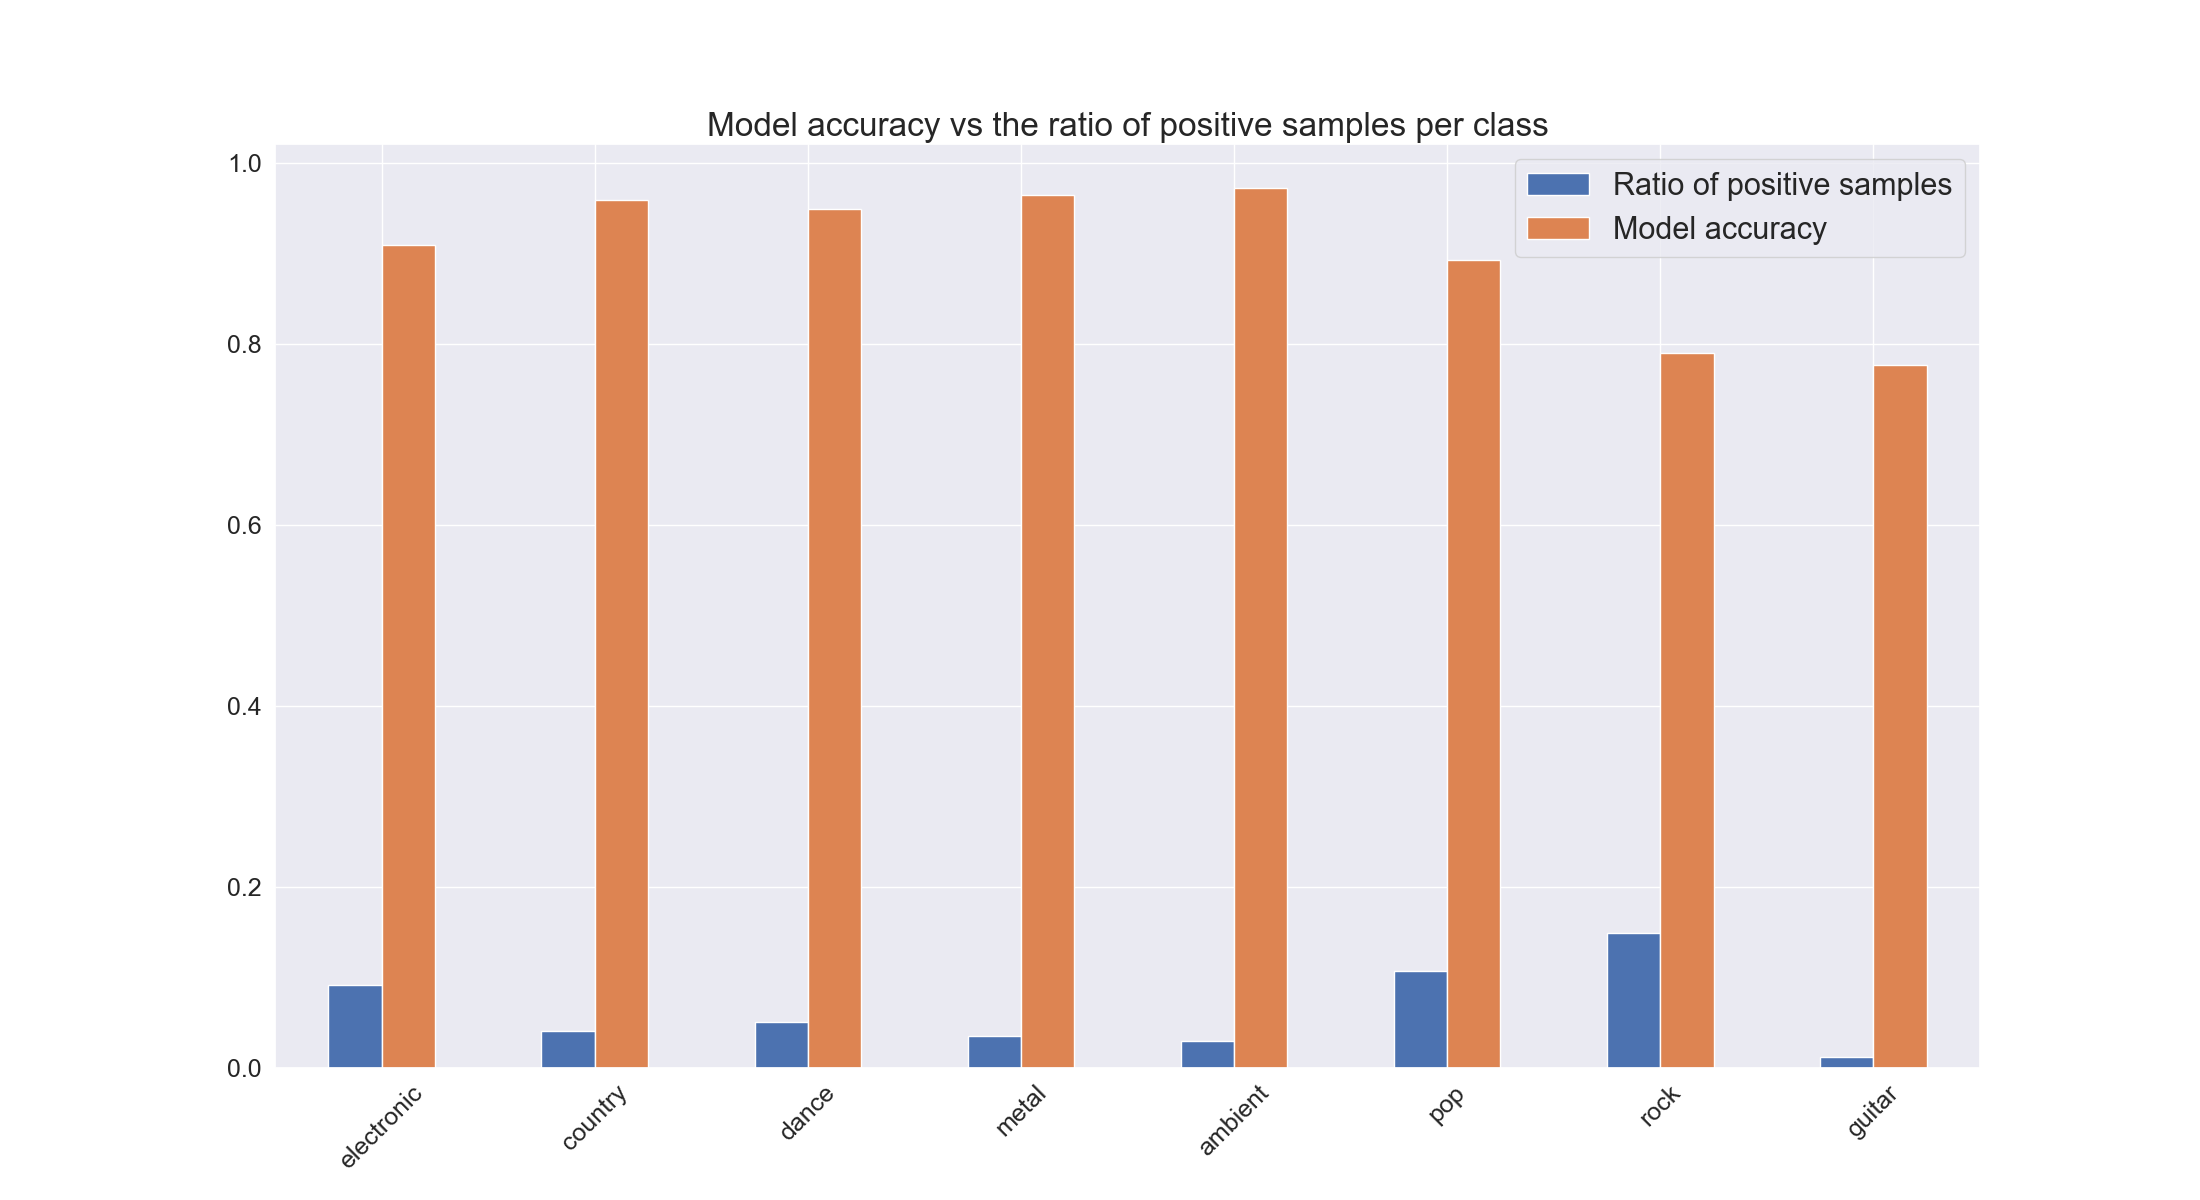 Model accuracy vs the ratio of positive samples per class
1.0
0.8
0.6
0.4
0.2
0.0
Ratio of positive samples
Model accuracy
electronic
country
dance
metal
ambient
pop
rock
guitar